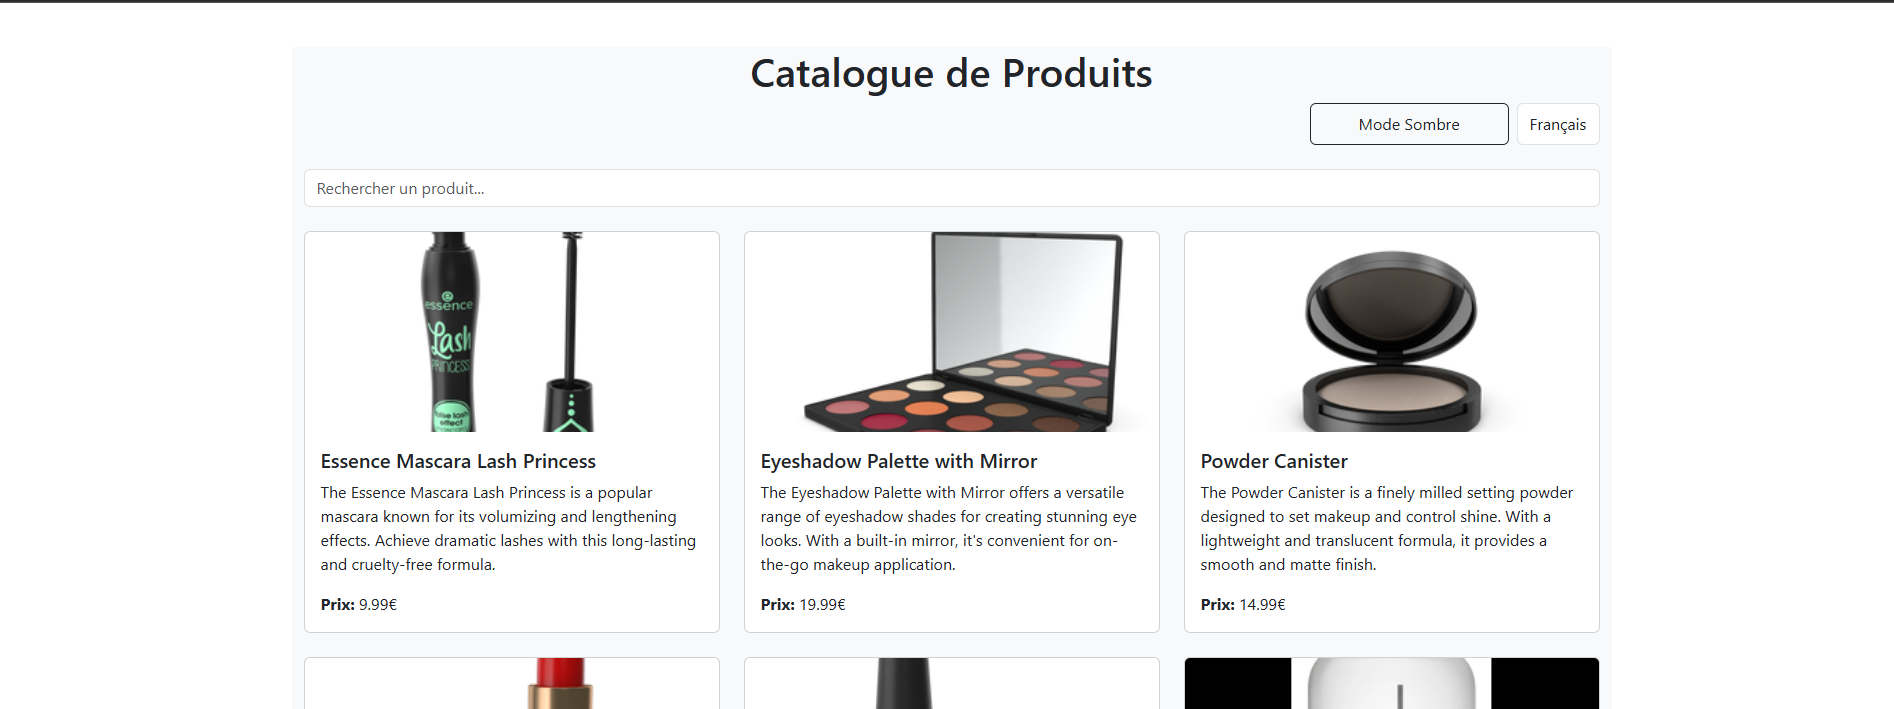 Catalogue de Produits
Mode Sombre
Français
Rechercher un produit...
essence
Lash
PRINCESS
false lash
effect
Essence Mascara Lash Princess
The Essence Mascara Lash Princess is a popular
mascara known for its volumizing and lengthening
effects. Achieve dramatic lashes with this long-lasting
and cruelty-free formula.
Prix: 9.99€
Eyeshadow Palette with Mirror
The Eyeshadow Palette with Mirror offers a versatile
range of eyeshadow shades for creating stunning eye
looks. With a built-in mirror, it's convenient for on-
the-go makeup application.
Prix: 19.99€
Powder Canister
The Powder Canister is a finely milled setting powder
designed to set makeup and control shine. With a
lightweight and translucent formula, it provides a
smooth and matte finish.
Prix: 14.99€